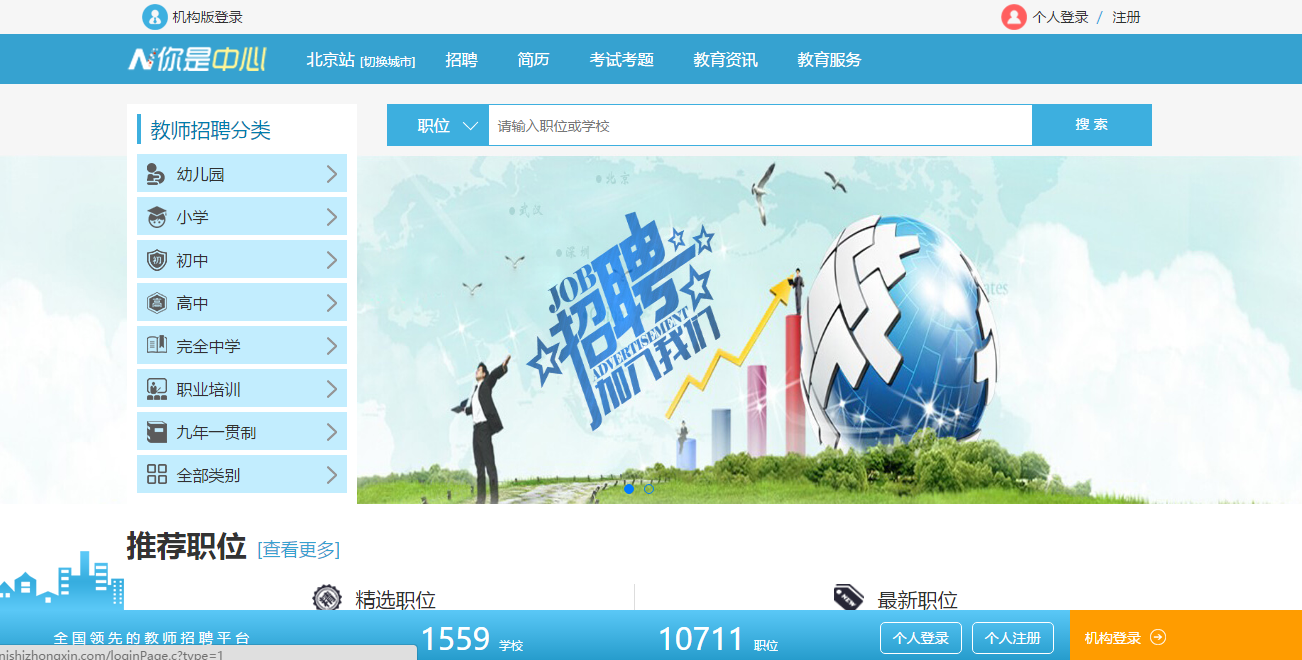 机构版登录
个人登录 / 注册
N你是中心
北京站 [切换城市] 招聘 简历 考试考题 教育资讯 教育服务
教师招聘分类
职位 请输入职位或学校 搜 索
幼儿园
小学
初 初中
高 高中
完全中学
职业培训
九年一贯制
全部类别
北京
武汉
深圳
JOB
招聘
ADVERTISEMENT
加入我们
推荐职位 [查看更多]
精选职位
NEW 最新职位
全国领先的教师招聘平台
1559 学校
10711 职位
个人登录 个人注册
机构登录
nishizhongxin.com/loginPage.c?type=1